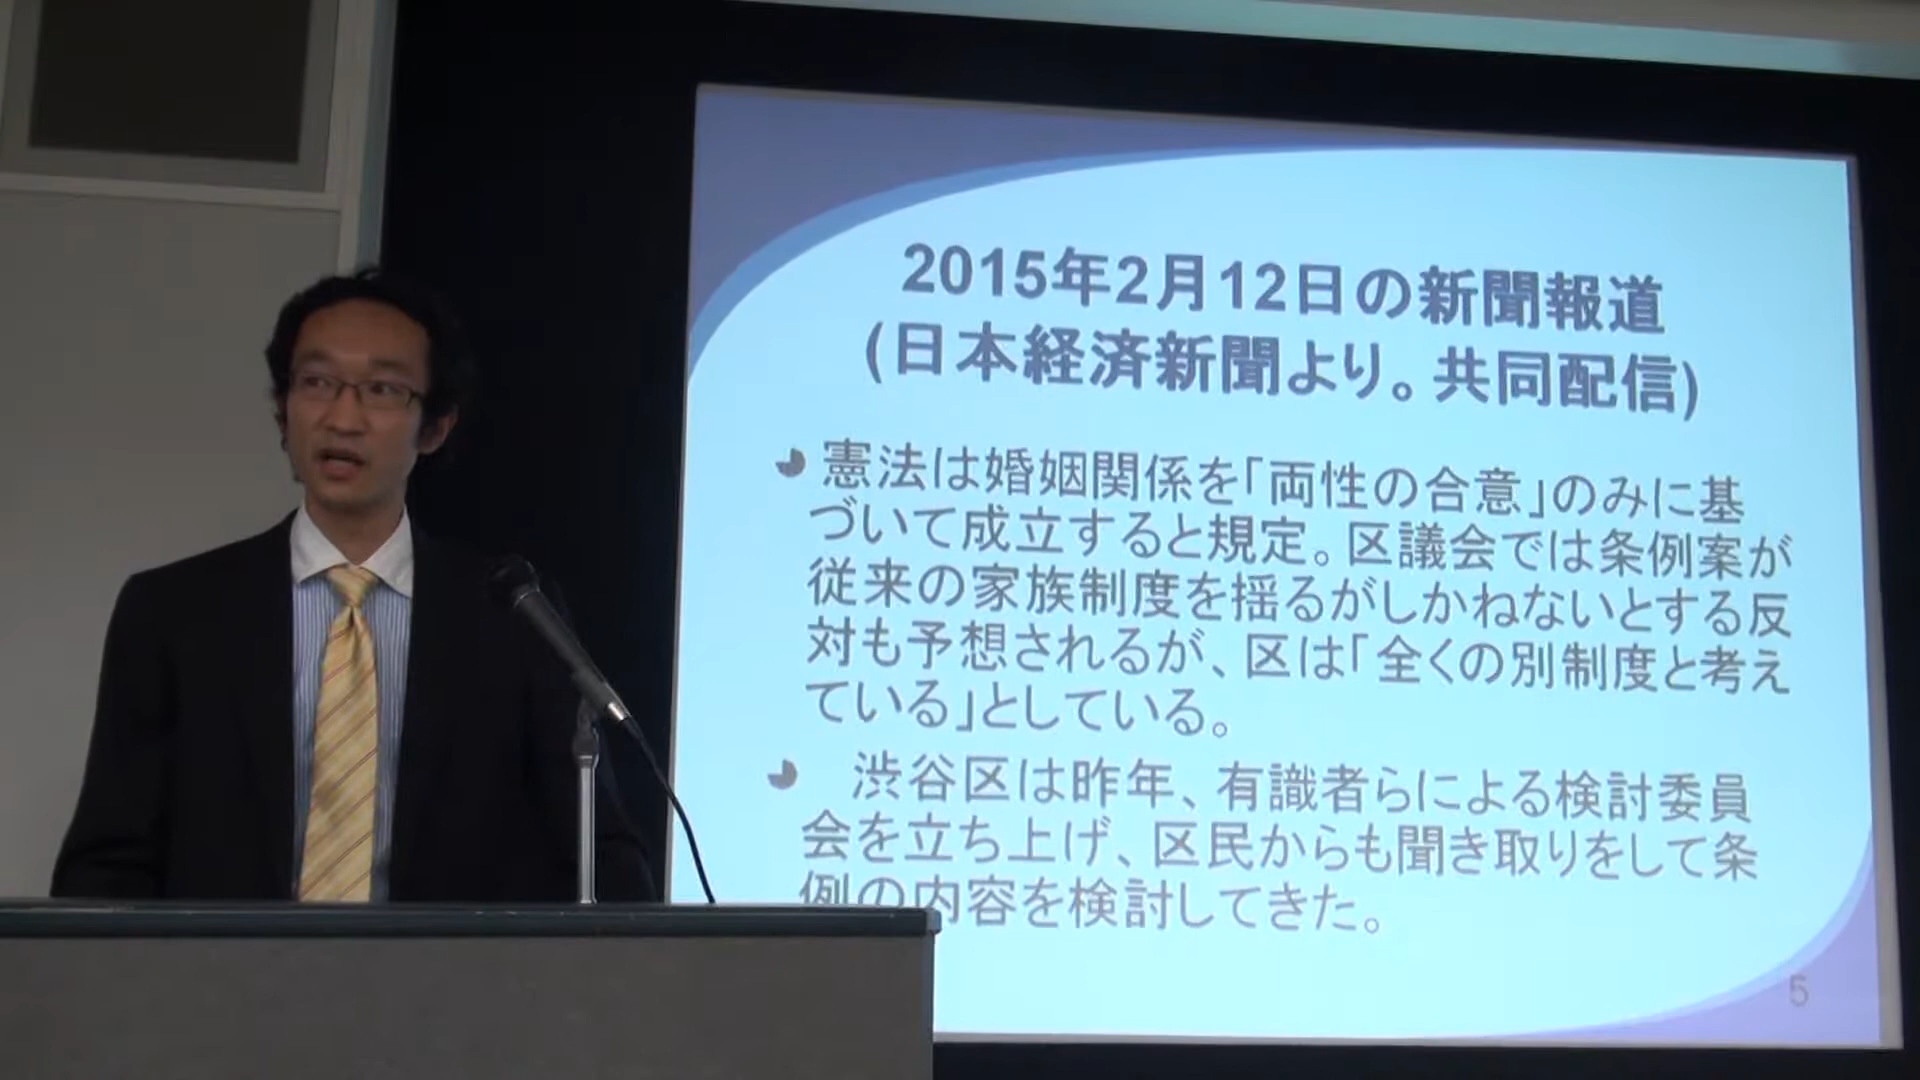 2015年2月12日の新聞報道
(日本経済新聞より。共同配信)
憲法は婚姻関係を「両性の合意」のみに基
づいて成立すると規定。区議会では条例案が
従来の家族制度を揺るがしかねないとする反
対も予想されるが、区は「全くの別制度と考え
ている」としている。
渋谷区は昨年、有識者らによる検討委員
会を立ち上げ、区民からも聞き取りをして条
例の内容を検討してきた。
5